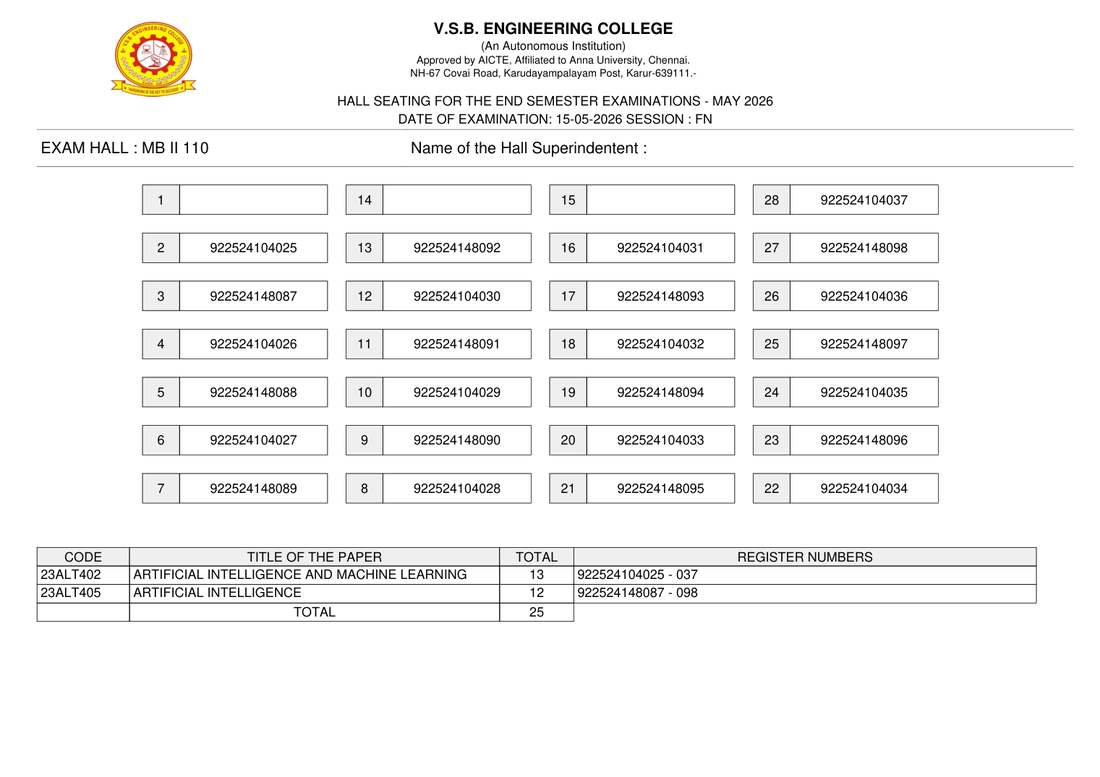 V.S.B. ENGINEERING COLLEGE
(An Autonomous Institution)
Approved by AICTE, Affiliated to Anna University, Chennai.
NH-67 Covai Road, Karudayampalayam Post, Karur-639111.-
HALL SEATING FOR THE END SEMESTER EXAMINATIONS - MAY 2026
DATE OF EXAMINATION: 15-05-2026 SESSION : FN
EXAM HALL : MB II 110 Name of the Hall Superindentent :
1 14 15 28 922524104037
2 922524104025 13 922524148092 16 922524104031 27 922524148098
3 922524148087 12 922524104030 17 922524148093 26 922524104036
4 922524104026 11 922524148091 18 922524104032 25 922524148097
5 922524148088 10 922524104029 19 922524148094 24 922524104035
6 922524104027 9 922524148090 20 922524104033 23 922524148096
7 922524148089 8 922524104028 21 922524148095 22 922524104034
CODE TITLE OF THE PAPER TOTAL REGISTER NUMBERS
23ALT402 ARTIFICIAL INTELLIGENCE AND MACHINE LEARNING 13 922524104025 - 037
23ALT405 ARTIFICIAL INTELLIGENCE 12 922524148087 - 098
TOTAL 25